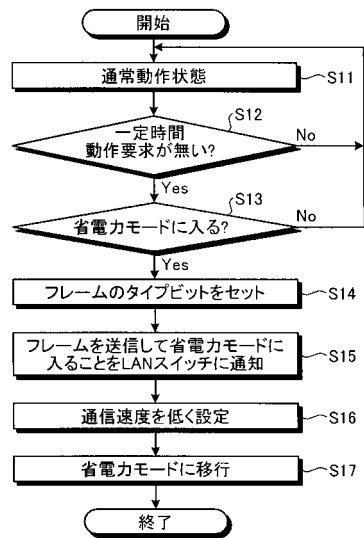 開始
通常動作状態
S11
S12
一定時間
動作要求が無い?
No
Yes
S13
省電力モードに入る?
No
Yes
フレームのタイプビットをセット
S14
フレームを送信して省電力モードに
入ることをLANスイッチに通知
S15
通信速度を低く設定
S16
省電力モードに移行
S17
終了